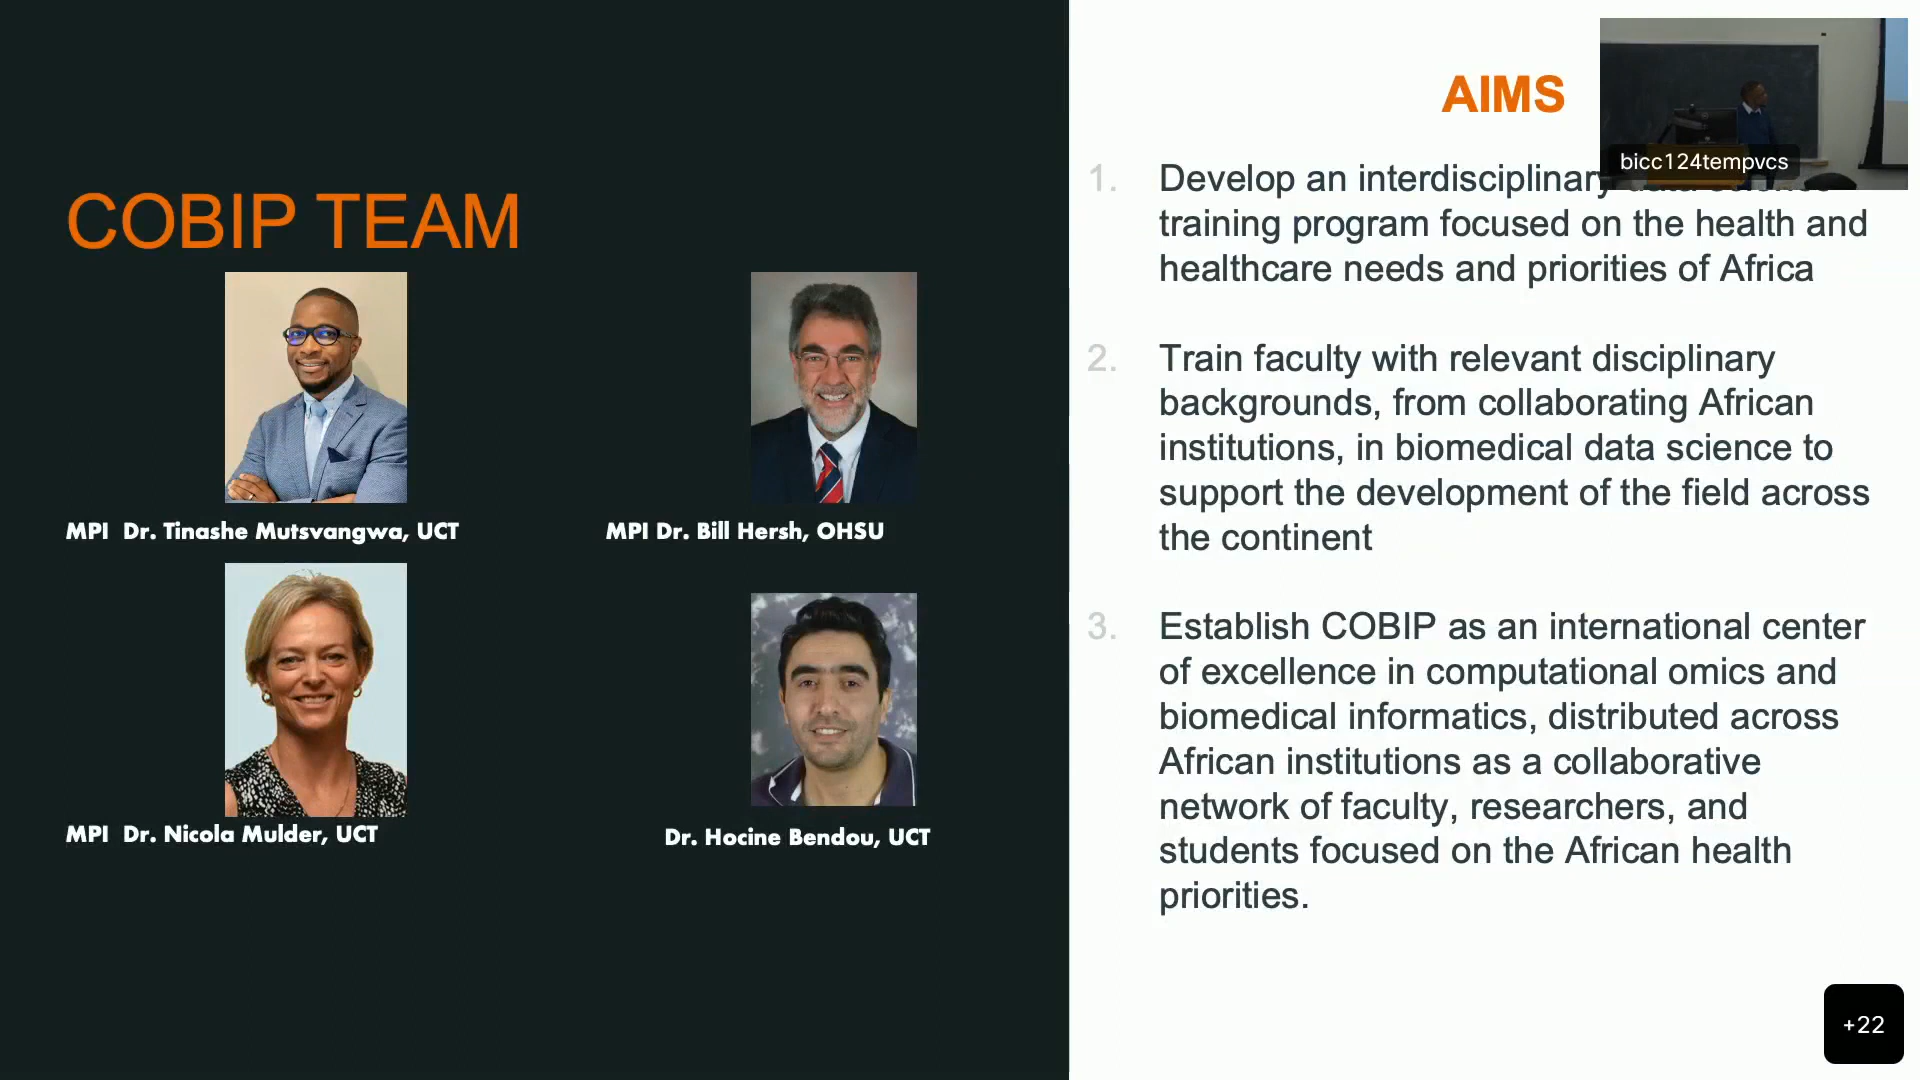 COBIP TEAM
MPI Dr. Tinashe Mutsvangwa, UCT
MPI Dr. Bill Hersh, OHSU
MPI Dr. Nicola Mulder, UCT
Dr. Hocine Bendou, UCT
AIMS
1. Develop an interdisciplinary
training program focused on the health and
healthcare needs and priorities of Africa
2. Train faculty with relevant disciplinary
backgrounds, from collaborating African
institutions, in biomedical data science to
support the development of the field across
the continent
3. Establish COBIP as an international center
of excellence in computational omics and
biomedical informatics, distributed across
African institutions as a collaborative
network of faculty, researchers, and
students focused on the African health
priorities.
bicc124tempvcs
+22